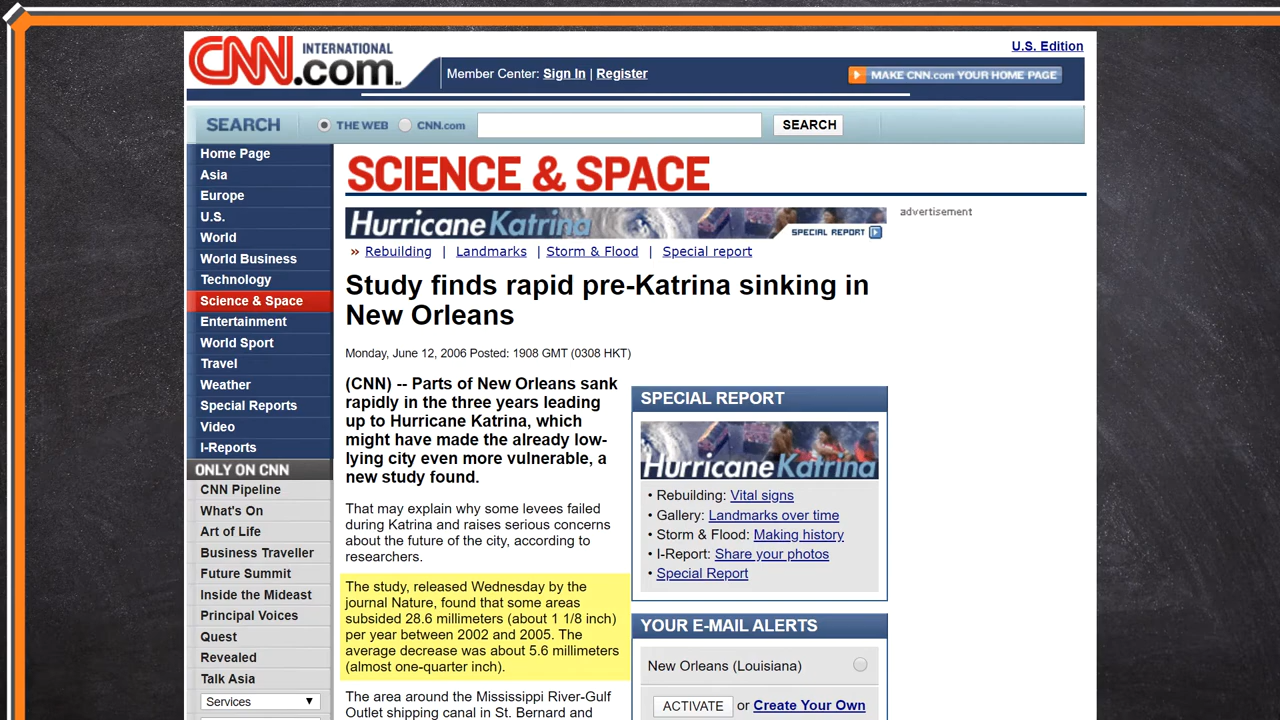 CNN INTERNATIONAL .com
U.S. Edition
Member Center: Sign In | Register
MAKE CNN.com YOUR HOME PAGE
SEARCH
THE WEB
CNN.com
SEARCH
Home Page
Asia
Europe
U.S.
World
World Business
Technology
Science & Space
Entertainment
World Sport
Travel
Weather
Special Reports
Video
I-Reports
ONLY ON CNN
CNN Pipeline
What's On
Art of Life
Business Traveller
Future Summit
Inside the Mideast
Principal Voices
Quest
Revealed
Talk Asia
Services
SCIENCE & SPACE
Hurricane Katrina
SPECIAL REPORT
advertisement
» Rebuilding | Landmarks | Storm & Flood | Special report
Study finds rapid pre-Katrina sinking in
New Orleans
Monday, June 12, 2006 Posted: 1908 GMT (0308 HKT)
(CNN) -- Parts of New Orleans sank
rapidly in the three years leading
up to Hurricane Katrina, which
might have made the already low-
lying city even more vulnerable, a
new study found.
That may explain why some levees failed
during Katrina and raises serious concerns
about the future of the city, according to
researchers.
The study, released Wednesday by the
journal Nature, found that some areas
subsided 28.6 millimeters (about 1 1/8 inch)
per year between 2002 and 2005. The
average decrease was about 5.6 millimeters
(almost one-quarter inch).
The area around the Mississippi River-Gulf
Outlet shipping canal in St. Bernard and
SPECIAL REPORT
Hurricane Katrina
• Rebuilding: Vital signs
• Gallery: Landmarks over time
• Storm & Flood: Making history
• I-Report: Share your photos
• Special Report
YOUR E-MAIL ALERTS
New Orleans (Louisiana)
ACTIVATE or Create Your Own